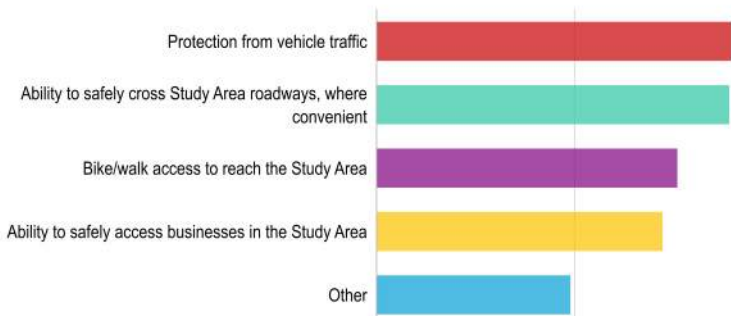 Protection from vehicle traffic
Ability to safely cross Study Area roadways, where
convenient
Bike/walk access to reach the Study Area
Ability to safely access businesses in the Study Area
Other